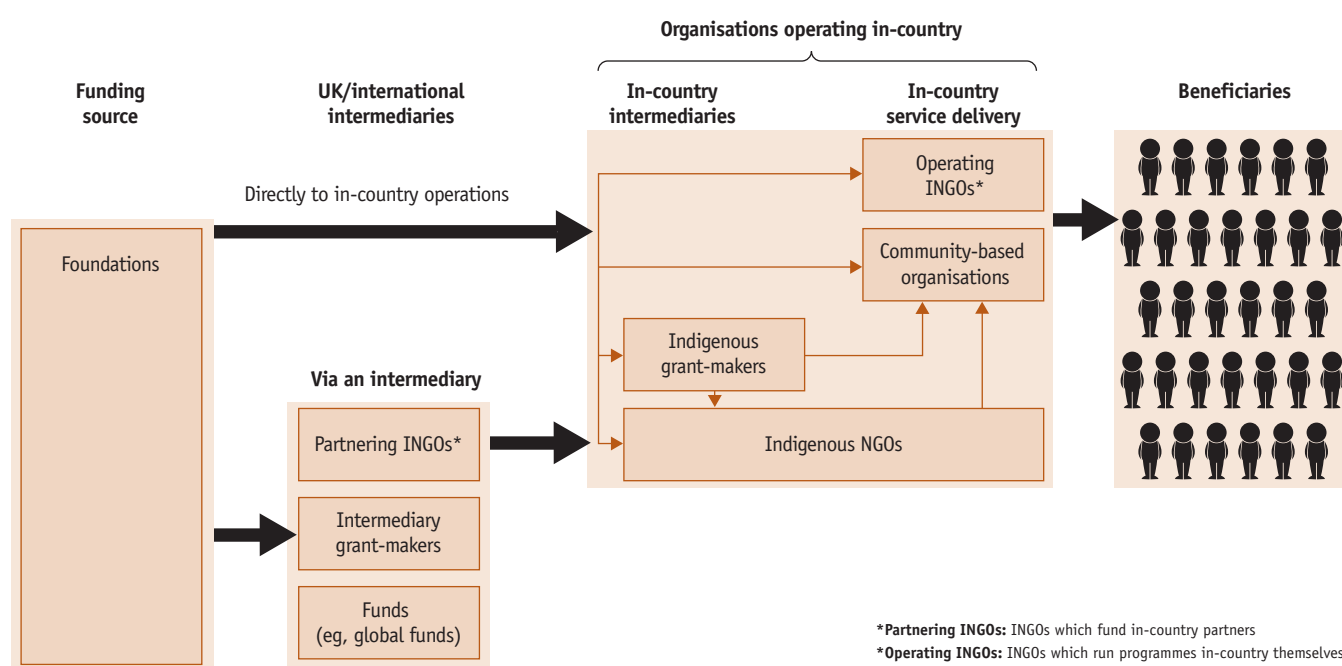 Organisations operating in-country
Funding
source
UK/international
intermediaries
In-country
intermediaries
In-country
service delivery
Beneficiaries
Directly to in-country operations
Foundations
Via an intermediary
Partnering INGOs*
Intermediary
grant-makers
Funds
(eg, global funds)
Operating
INGOs*
Community-based
organisations
Indigenous
grant-makers
Indigenous NGOs
*Partnering INGOs: INGOs which fund in-country partners
*Operating INGOs: INGOs which run programmes in-country themselves